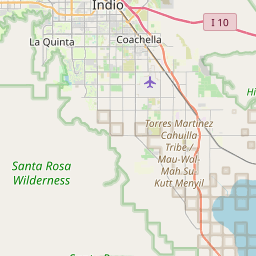 Indio
I 10
La Quinta
Coachella
Hi
Torres Martinez
Cahuilla
Tribe /
Mau-Wal-
Mah Su-
Kutt Menyil
Santa Rosa
Wilderness